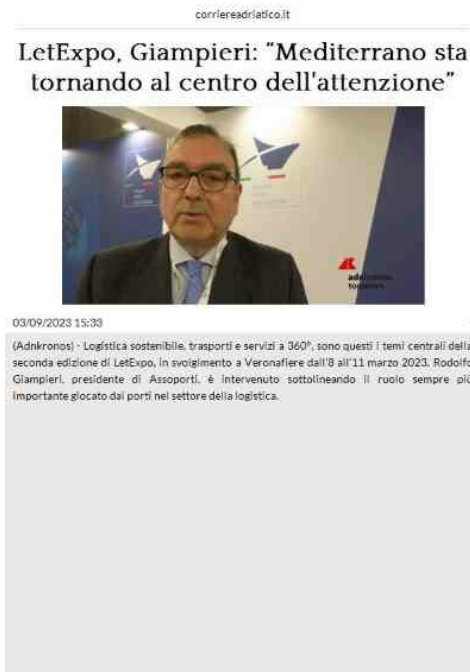 corriereadriatico.it
LetExpo, Giampieri: “Mediterrano sta
tornando al centro dell'attenzione”
adnkronos
03/09/2023 15:33
(Adnkronos) - Logistica sostenibile, trasporti e servizi a 360°, sono questi i temi centrali della
seconda edizione di LetExpo, in svolgimento a Veronafiere dall'8 all'11 marzo 2023. Rodolfo
Giampieri, presidente di Assoporti, è intervenuto sottolineando il ruolo sempre più
importante giocato dai porti nel settore della logistica.